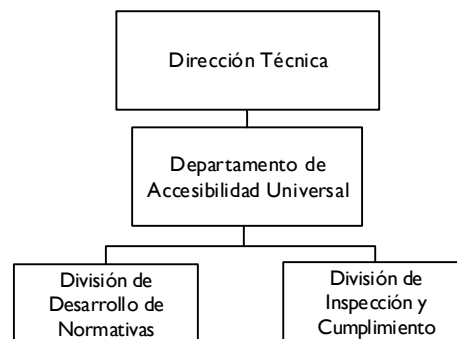 Dirección Técnica
Departamento de
Accesibilidad Universal
División de
Desarrollo de
Normativas
División de
Inspección y
Cumplimiento